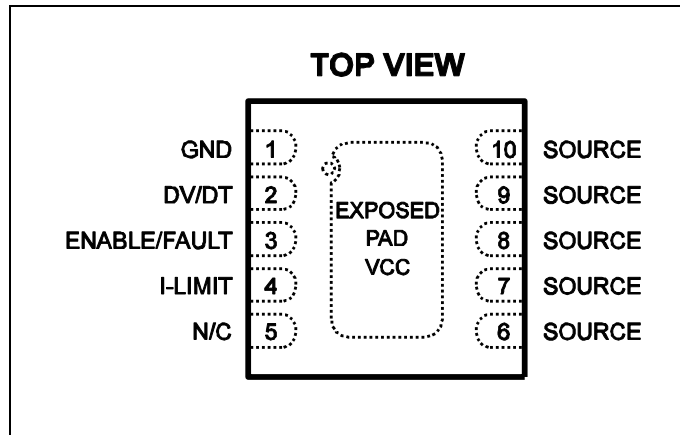 TOP VIEW
GND 1 10 SOURCE
DV/DT 2 9 SOURCE
ENABLE/FAULT 3 8 SOURCE
I-LIMIT 4 7 SOURCE
N/C 5 6 SOURCE
EXPOSED
PAD
VCC